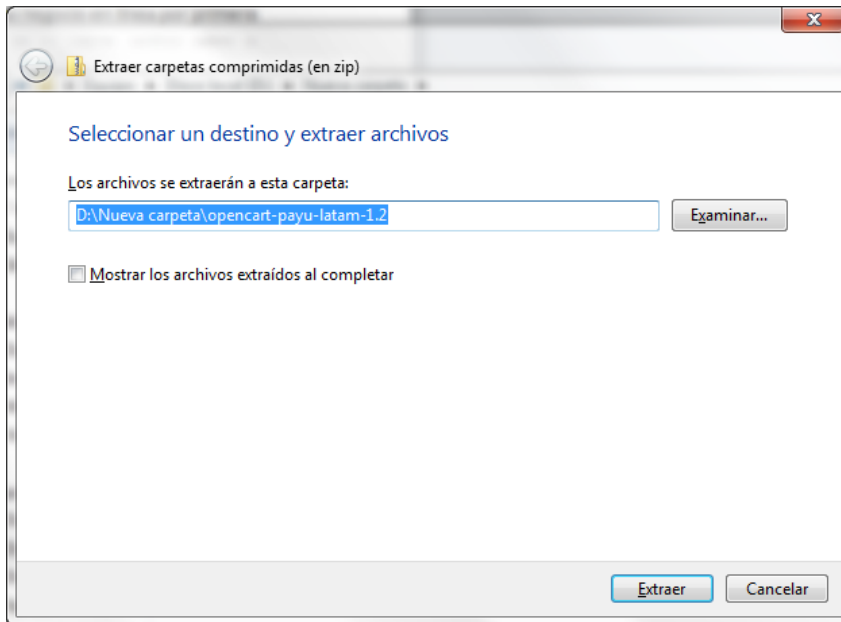 Extraer carpetas comprimidas (en zip)
Seleccionar un destino y extraer archivos
Los archivos se extraerán a esta carpeta:
D:\Nueva carpeta\opencart-payu-latam-1.2
Examinar...
Mostrar los archivos extraídos al completar
Extraer
Cancelar